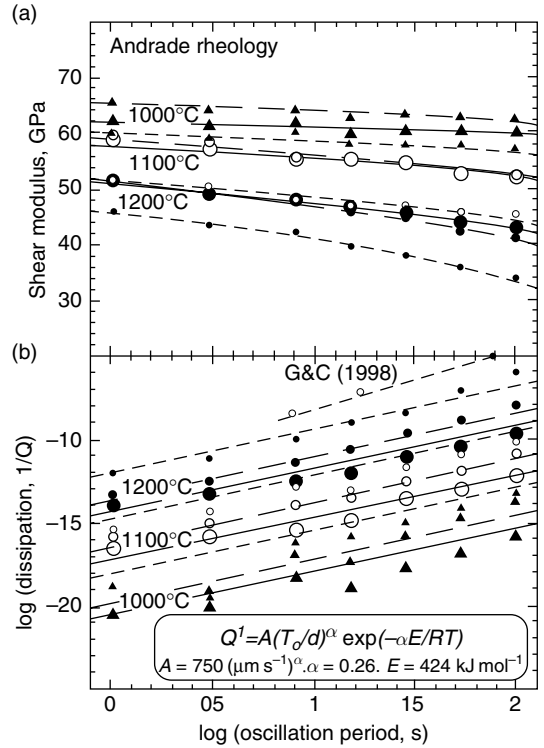 (a)
Andrade rheology
70
60
50
40
30
Shear modulus, GPa
1000°C
1100°C
1200°C
(b)
G&C (1998)
−10
−15
−20
log (dissipation, 1/Q)
1200°C
1100°C
1000°C
Q¹=A(Tₒ/d)^α exp(−αE/RT)
A = 750 (μm s⁻¹)^α.α = 0.26. E = 424 kJ mol⁻¹
0 05 1 15 2
log (oscillation period, s)